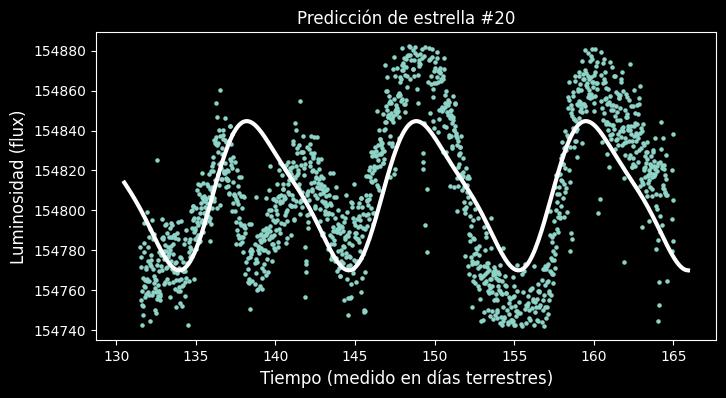 Predicción de estrella #20
Luminosidad (flux)
154880
154860
154840
154820
154800
154780
154760
154740
130 135 140 145 150 155 160 165
Tiempo (medido en días terrestres)